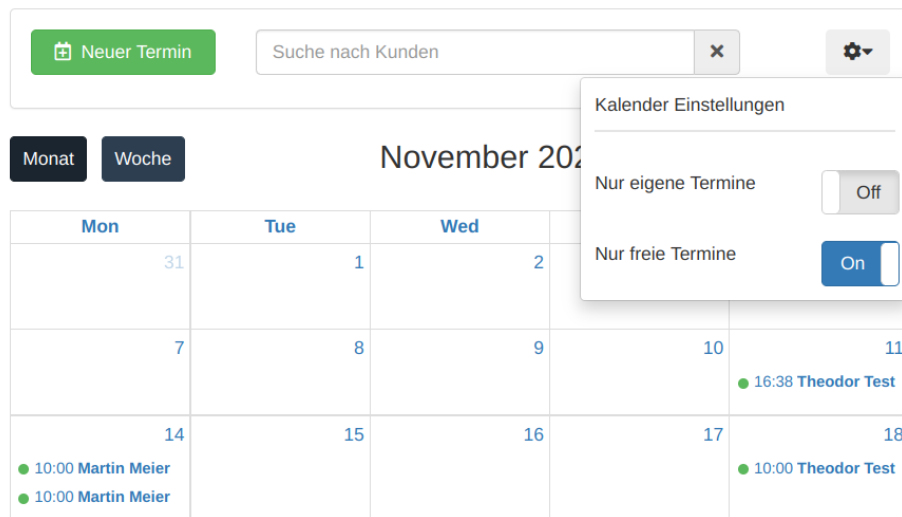 Neuer Termin
Suche nach Kunden
Kalender Einstellungen
Monat Woche
November 202
Nur eigene Termine Off
Nur freie Termine On
Mon Tue Wed
31 1 2
7 8 9 10 11
16:38 Theodor Test
14 15 16 17 18
10:00 Martin Meier 10:00 Theodor Test
10:00 Martin Meier